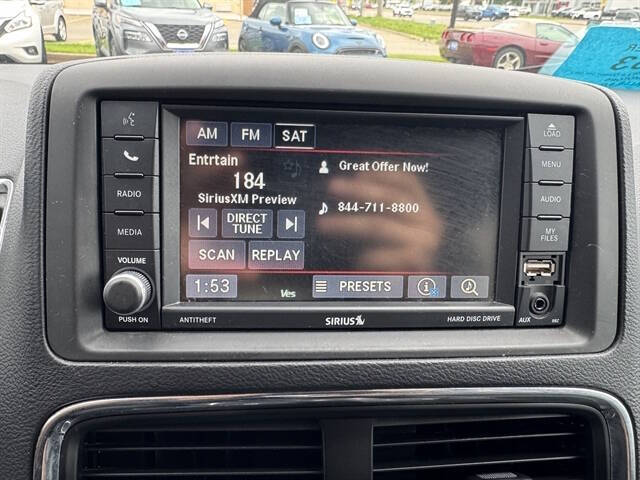 AM FM SAT
Entrtain
184
SiriusXM Preview
DIRECT
TUNE
SCAN REPLAY
Great Offer Now!
844-711-8800
1:53
Ves
PRESETS
RADIO
MEDIA
VOLUME
PUSH ON
LOAD
MENU
AUDIO
MY
FILES
AUX
ANTITHEFT
SIRIUS
HARD DISC DRIVE